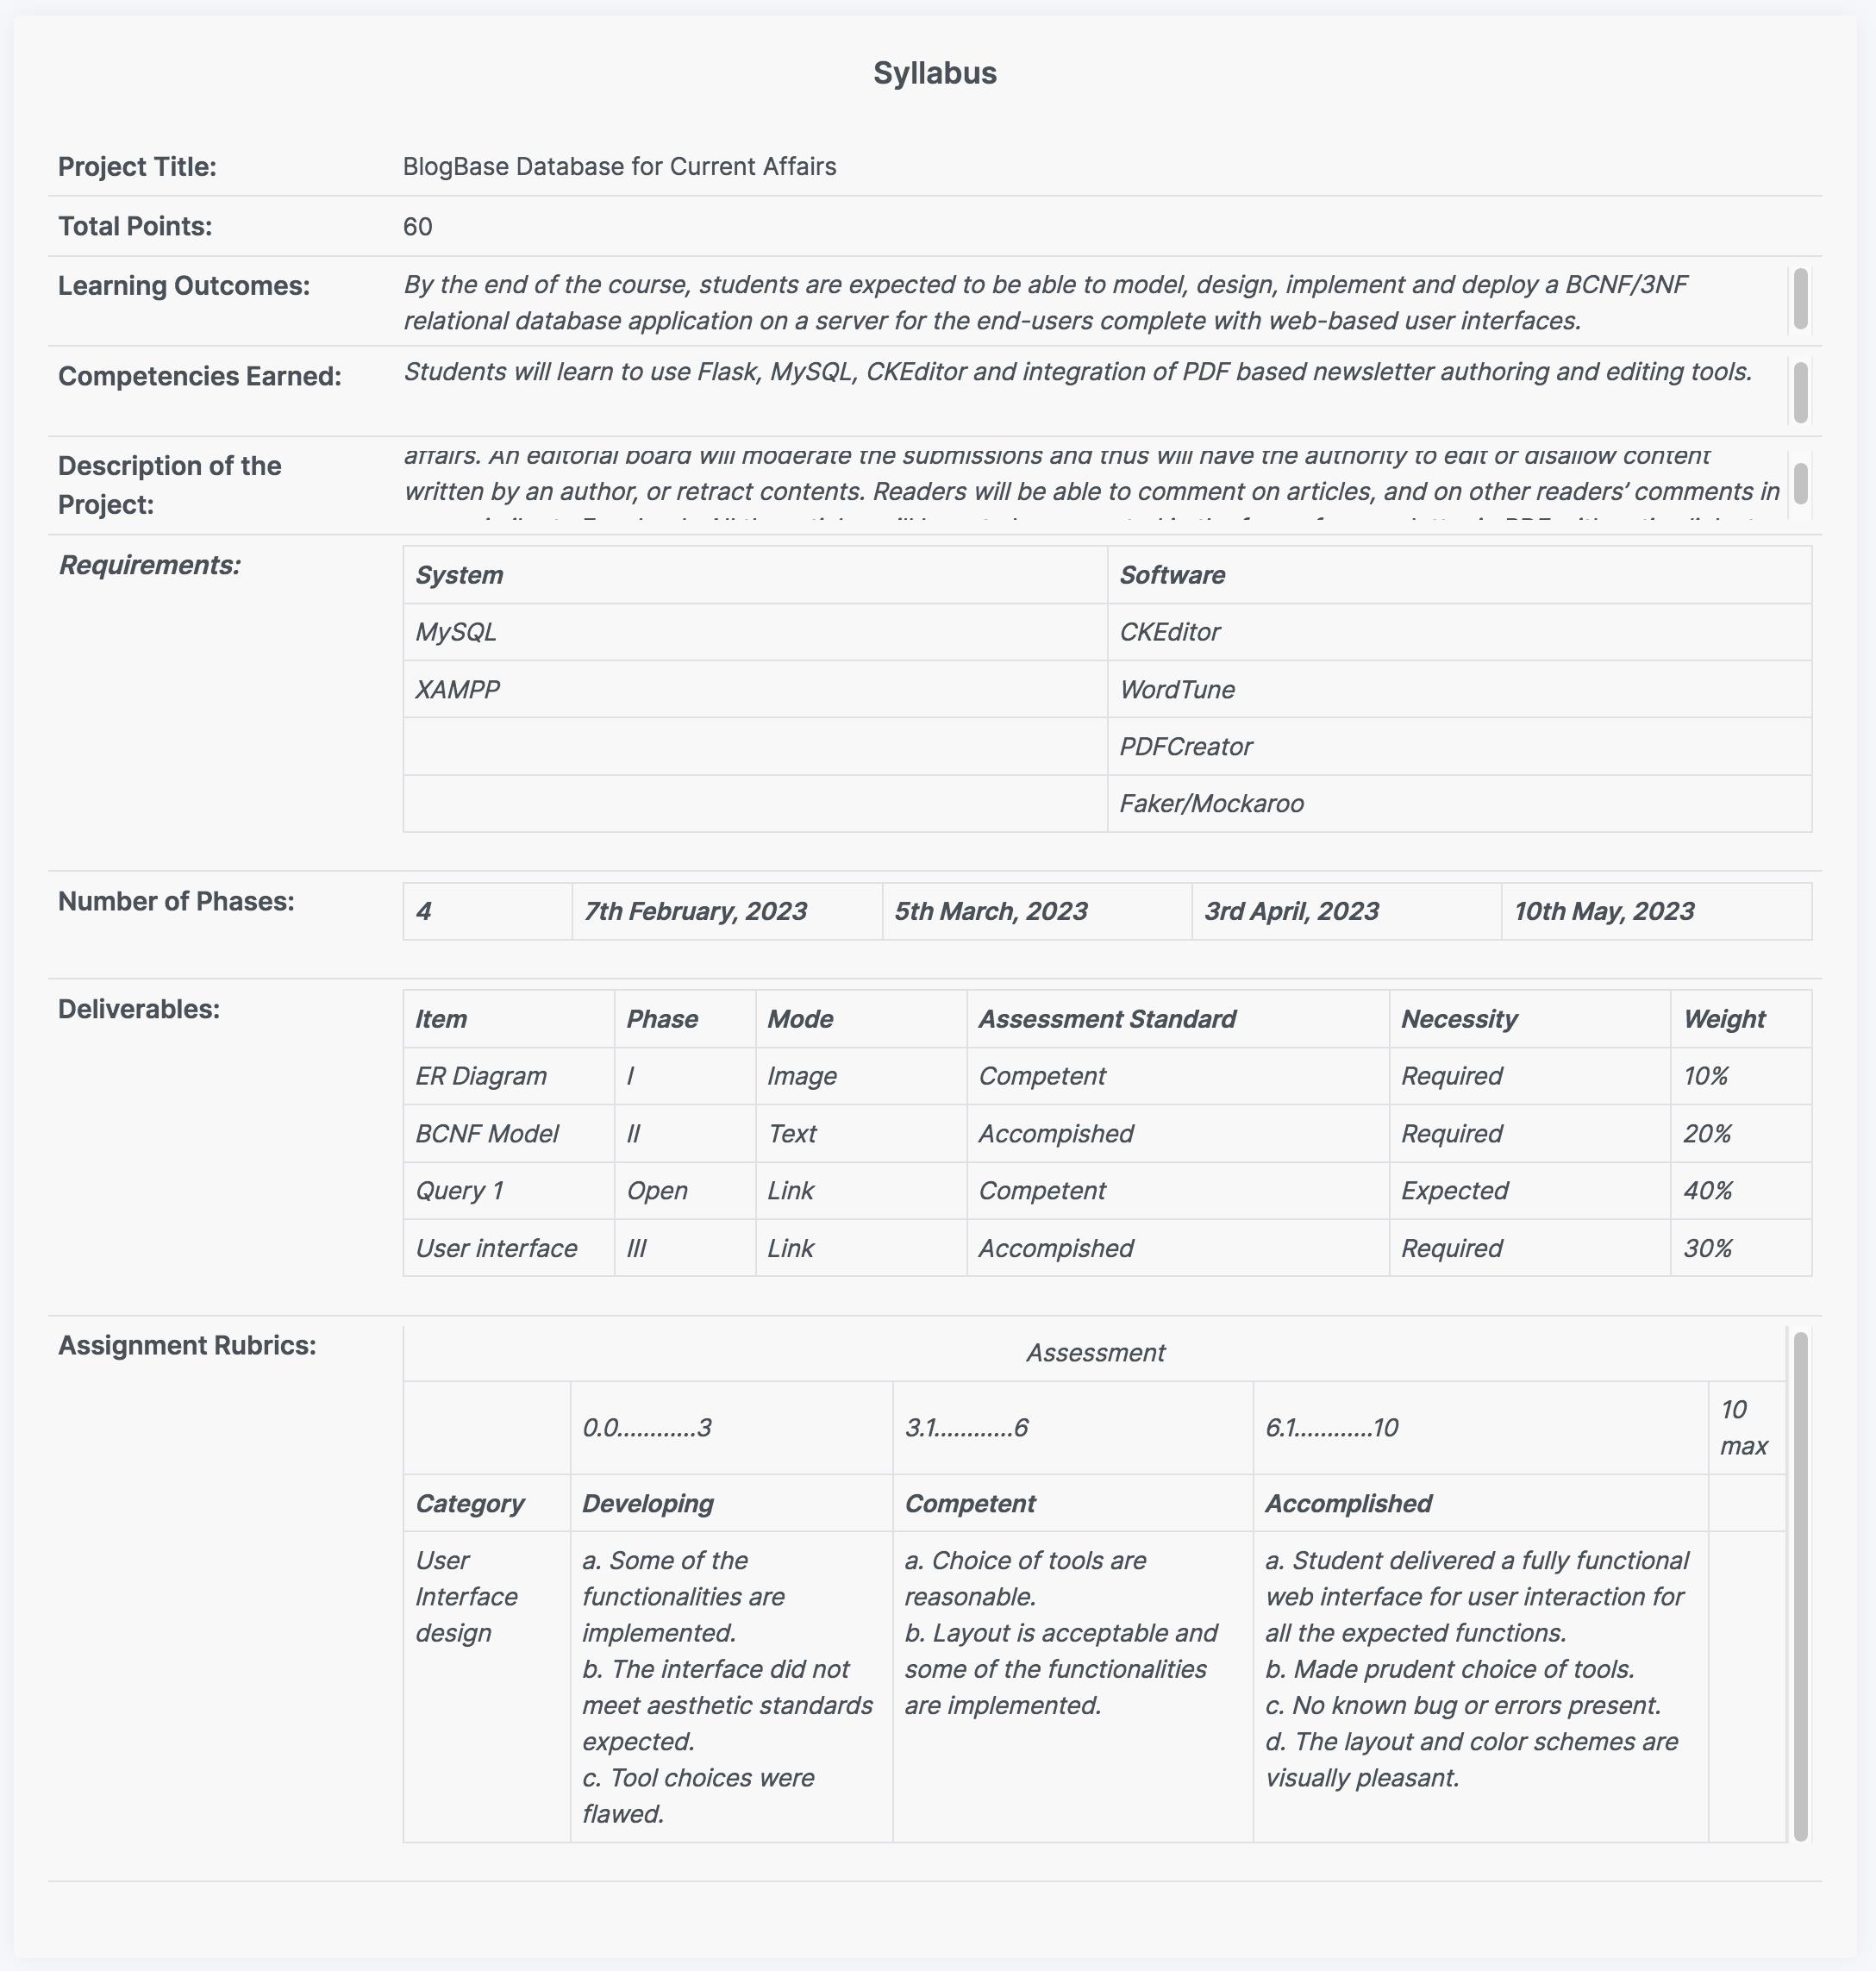 Syllabus
Project Title:
BlogBase Database for Current Affairs
Total Points:
60
Learning Outcomes:
By the end of the course, students are expected to be able to model, design, implement and deploy a BCNF/3NF
relational database application on a server for the end-users complete with web-based user interfaces.
Competencies Earned:
Students will learn to use Flask, MySQL, CKEditor and integration of PDF based newsletter authoring and editing tools.
Description of the
Project:
affairs. An editorial board will moderate the submissions and thus will have the authority to edit or disallow content
written by an author, or retract contents. Readers will be able to comment on articles, and on other readers’ comments in
Requirements:
System Software
MySQL CKEditor
XAMPP WordTune
PDFCreator
Faker/Mockaroo
Number of Phases:
4 7th February, 2023 5th March, 2023 3rd April, 2023 10th May, 2023
Deliverables:
Item Phase Mode Assessment Standard Necessity Weight
ER Diagram I Image Competent Required 10%
BCNF Model II Text Accompished Required 20%
Query 1 Open Link Competent Expected 40%
User interface III Link Accompished Required 30%
Assignment Rubrics:
Assessment
0.0............3
3.1............6
6.1............10
10
max
Category Developing Competent Accomplished
User
Interface
design
a. Some of the
functionalities are
implemented.
b. The interface did not
meet aesthetic standards
expected.
c. Tool choices were
flawed.
a. Choice of tools are
reasonable.
b. Layout is acceptable and
some of the functionalities
are implemented.
a. Student delivered a fully functional
web interface for user interaction for
all the expected functions.
b. Made prudent choice of tools.
c. No known bug or errors present.
d. The layout and color schemes are
visually pleasant.